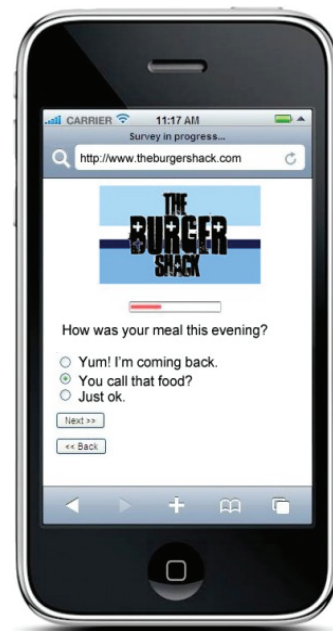 CARRIER 11:17 AM
Survey in progress...
http://www.theburgershack.com
THE
BURGER
SHACK
How was your meal this evening?
Yum! I'm coming back.
You call that food?
Just ok.
Next >>
<< Back